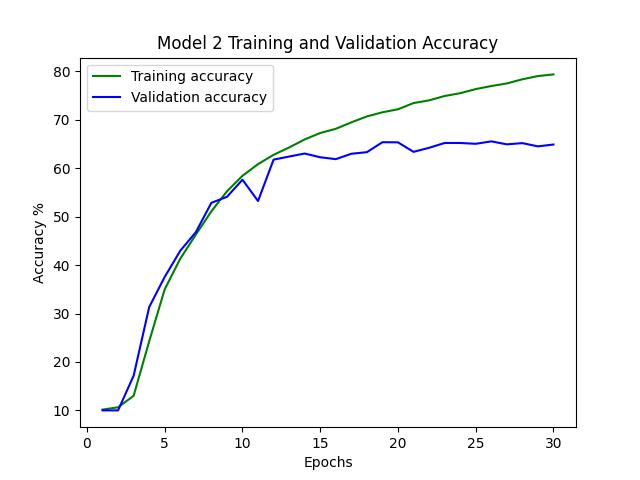 Model 2 Training and Validation Accuracy
Training accuracy
Validation accuracy
Accuracy %
80
70
60
50
40
30
20
10
0 5 10 15 20 25 30
Epochs